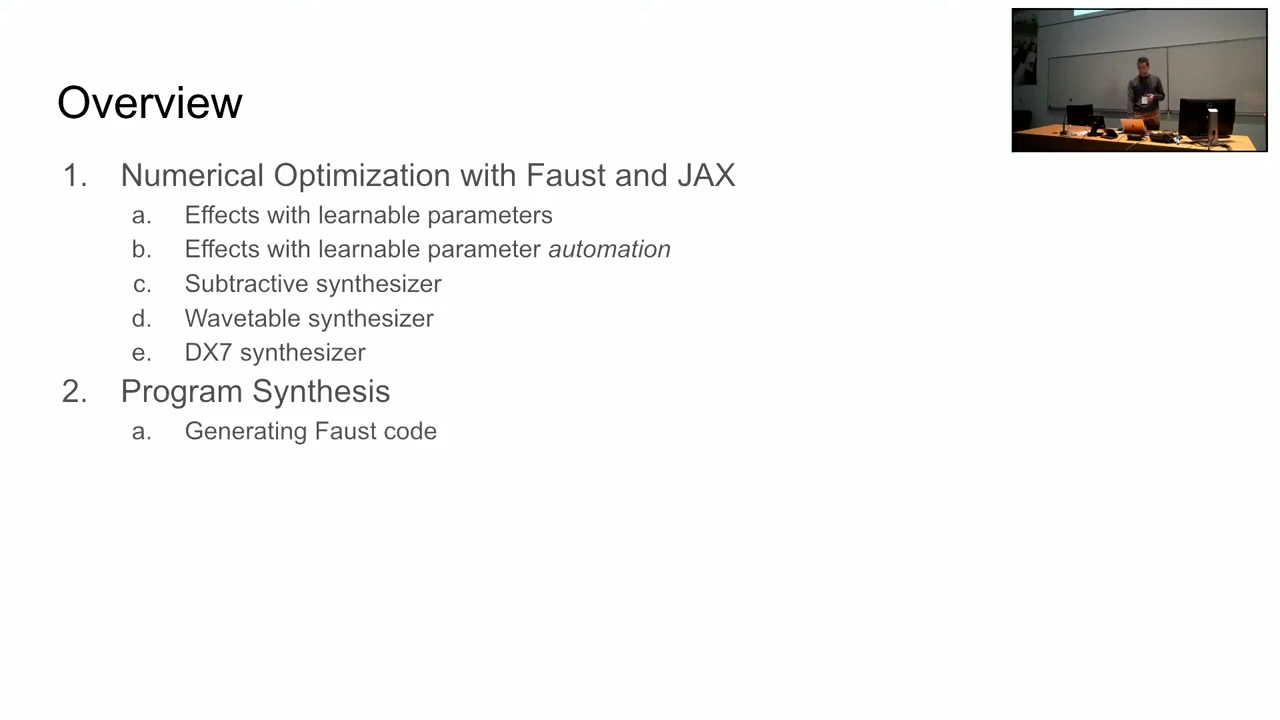 Overview
1. Numerical Optimization with Faust and JAX
a. Effects with learnable parameters
b. Effects with learnable parameter automation
c. Subtractive synthesizer
d. Wavetable synthesizer
e. DX7 synthesizer
2. Program Synthesis
a. Generating Faust code